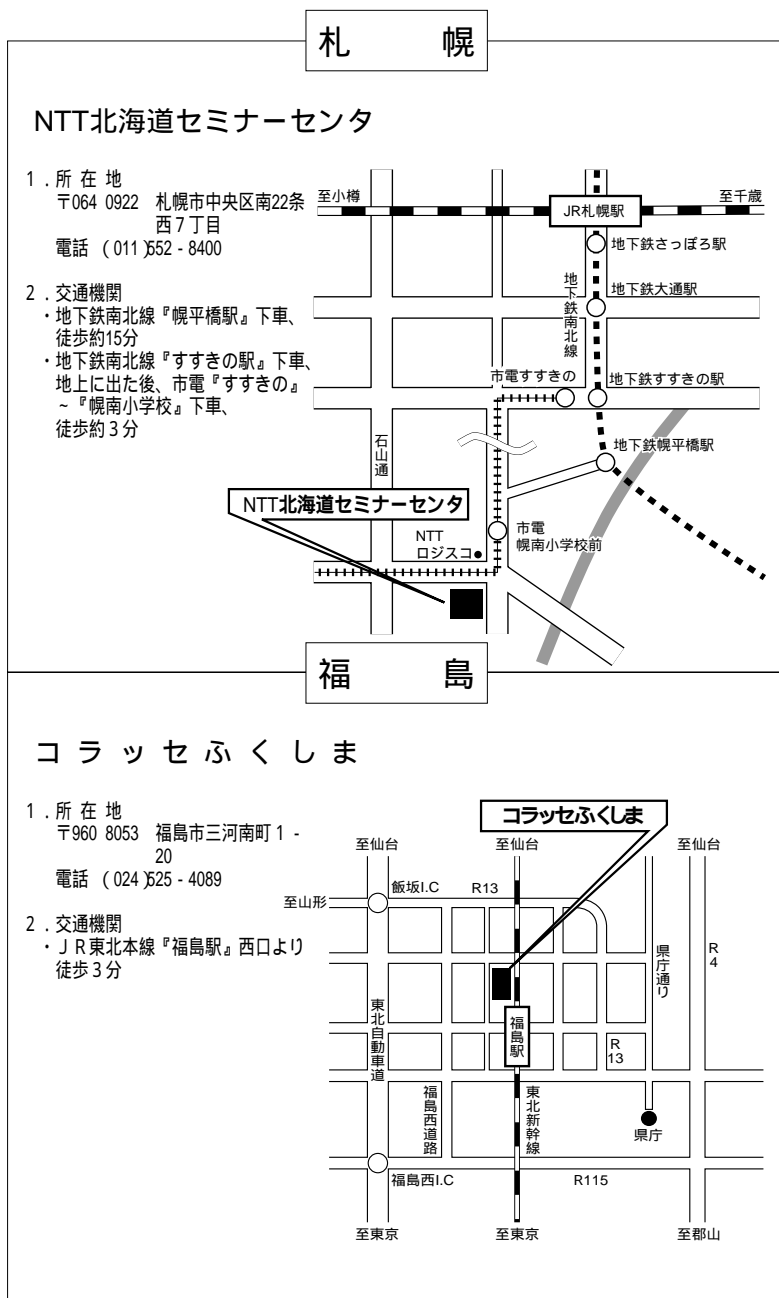 札　幌
NTT北海道セミナーセンタ
1．所 在 地
〒064 0922　札幌市中央区南22条
西７丁目
電話　(011)552 - 8400
2．交通機関
・地下鉄南北線『幌平橋駅』下車、
徒歩約15分
・地下鉄南北線『すすきの駅』下車、
地上に出た後、市電『すすきの』
～『幌南小学校』下車、
徒歩約３分
至小樽
JR札幌駅
至千歳
地下鉄さっぽろ駅
地下鉄南北線
地下鉄大通駅
市電すすきの
地下鉄すすきの駅
石山通
地下鉄幌平橋駅
NTT北海道セミナーセンタ
NTT
ロジスコ
市電
幌南小学校前
福　島
コラッセふくしま
1．所 在 地
〒960 8053　福島市三河南町１-
20
電話　(024)525 - 4089
2．交通機関
・ＪＲ東北本線『福島駅』西口より
徒歩３分
コラッセふくしま
至仙台
至仙台
至仙台
飯坂I.C
R13
至山形
県庁通り
R4
東北自動車道
福島駅
R13
福島西道路
東北新幹線
県庁
福島西I.C
R115
至東京
至東京
至郡山